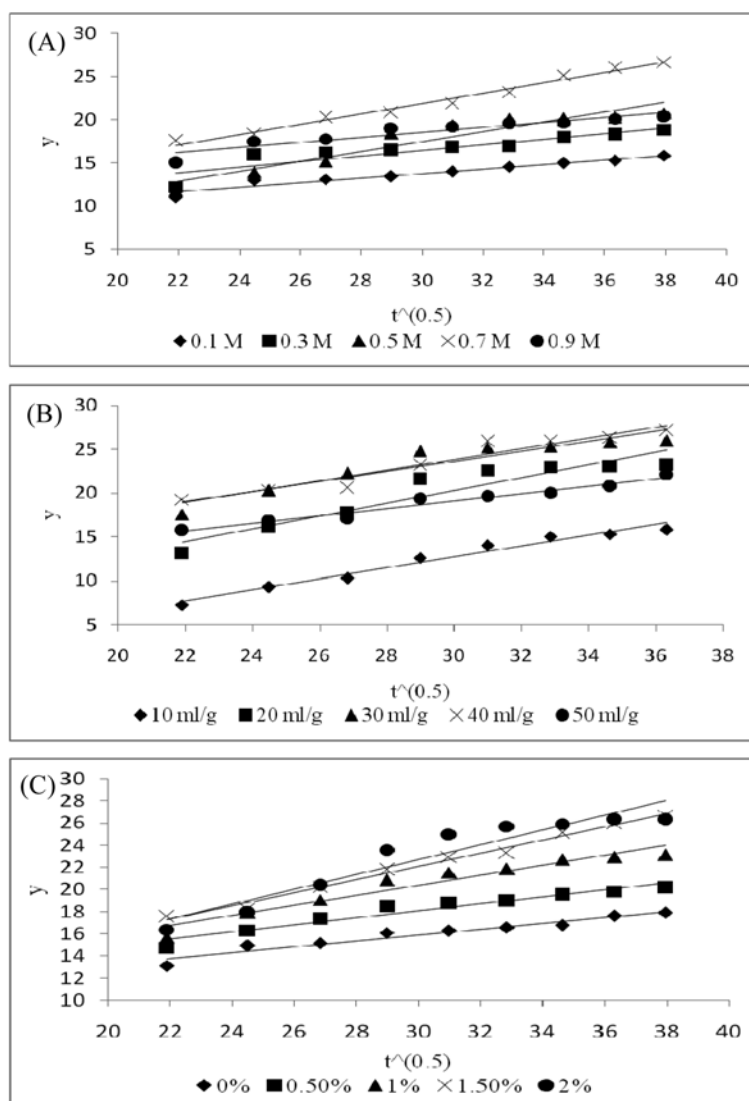 (A)
30
25
20
15
10
5
y
20 22 24 26 28 30 32 34 36 38 40
t^(0.5)
0.1 M 0.3 M 0.5 M 0.7 M 0.9 M
(B)
30
25
20
15
10
5
y
20 22 24 26 28 30 32 34 36 38
t^(0.5)
10 ml/g 20 ml/g 30 ml/g 40 ml/g 50 ml/g
(C)
30
28
26
24
22
20
18
16
14
12
10
y
20 22 24 26 28 30 32 34 36 38 40
t^(0.5)
0% 0.50% 1% 1.50% 2%